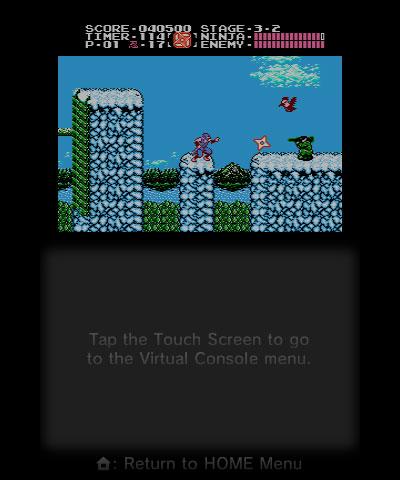 SCORE-040500 STAGE-3-2
TIMER-114 NINJA-
P-01 -17 ENEMY-
Tap the Touch Screen to go
to the Virtual Console menu.
: Return to HOME Menu